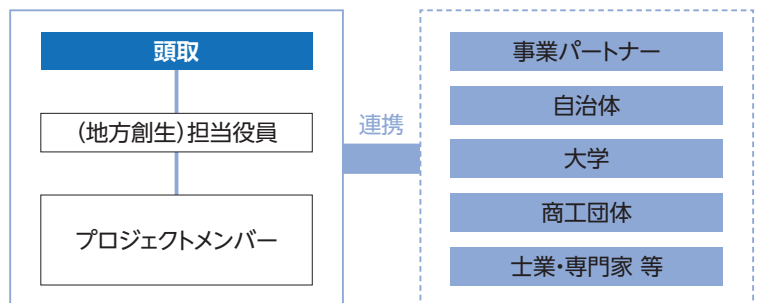 頭取
(地方創生)担当役員
プロジェクトメンバー
連携
事業パートナー
自治体
大学
商工団体
士業・専門家 等